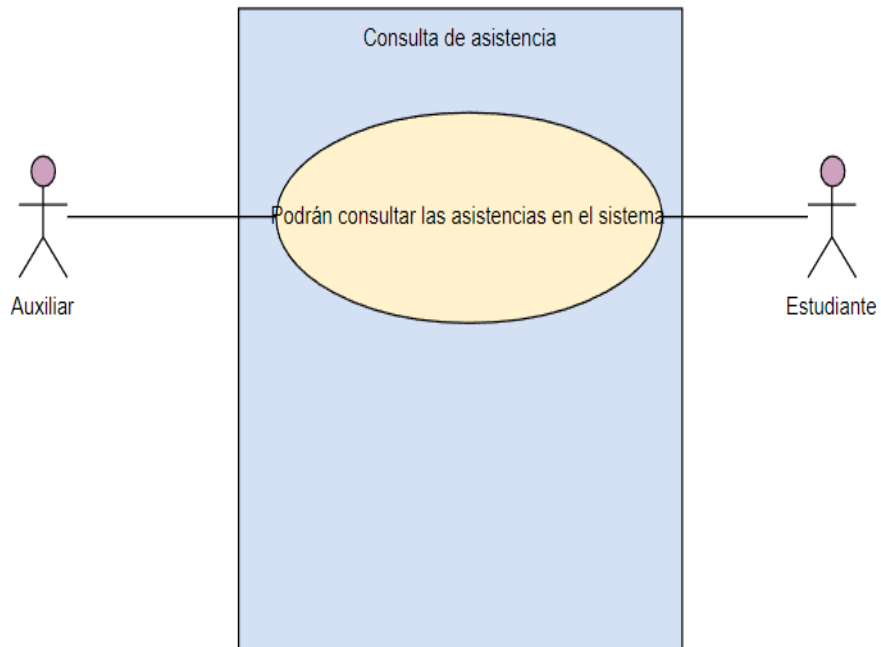 Consulta de asistencia
Podrán consultar las asistencias en el sistema
Auxiliar
Estudiante